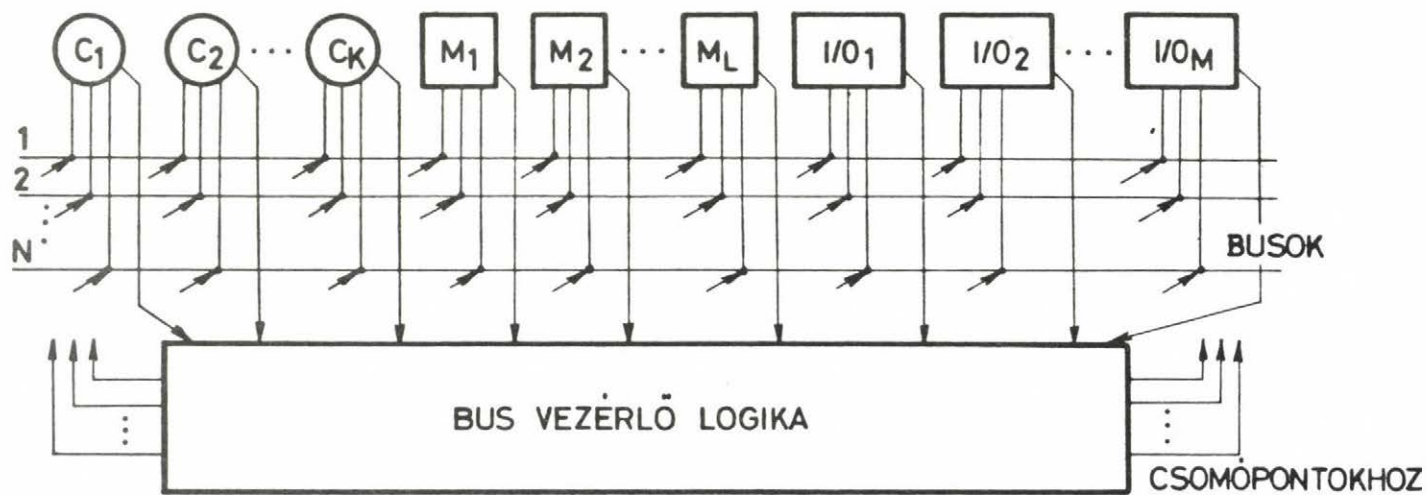 C1 C2 ... CK M1 M2 ... ML I/O1 I/O2 ... I/OM
1
2
N
BUSOK
BUS VEZÉRLŐ LOGIKA
CSOMÓPONTOKHOZ